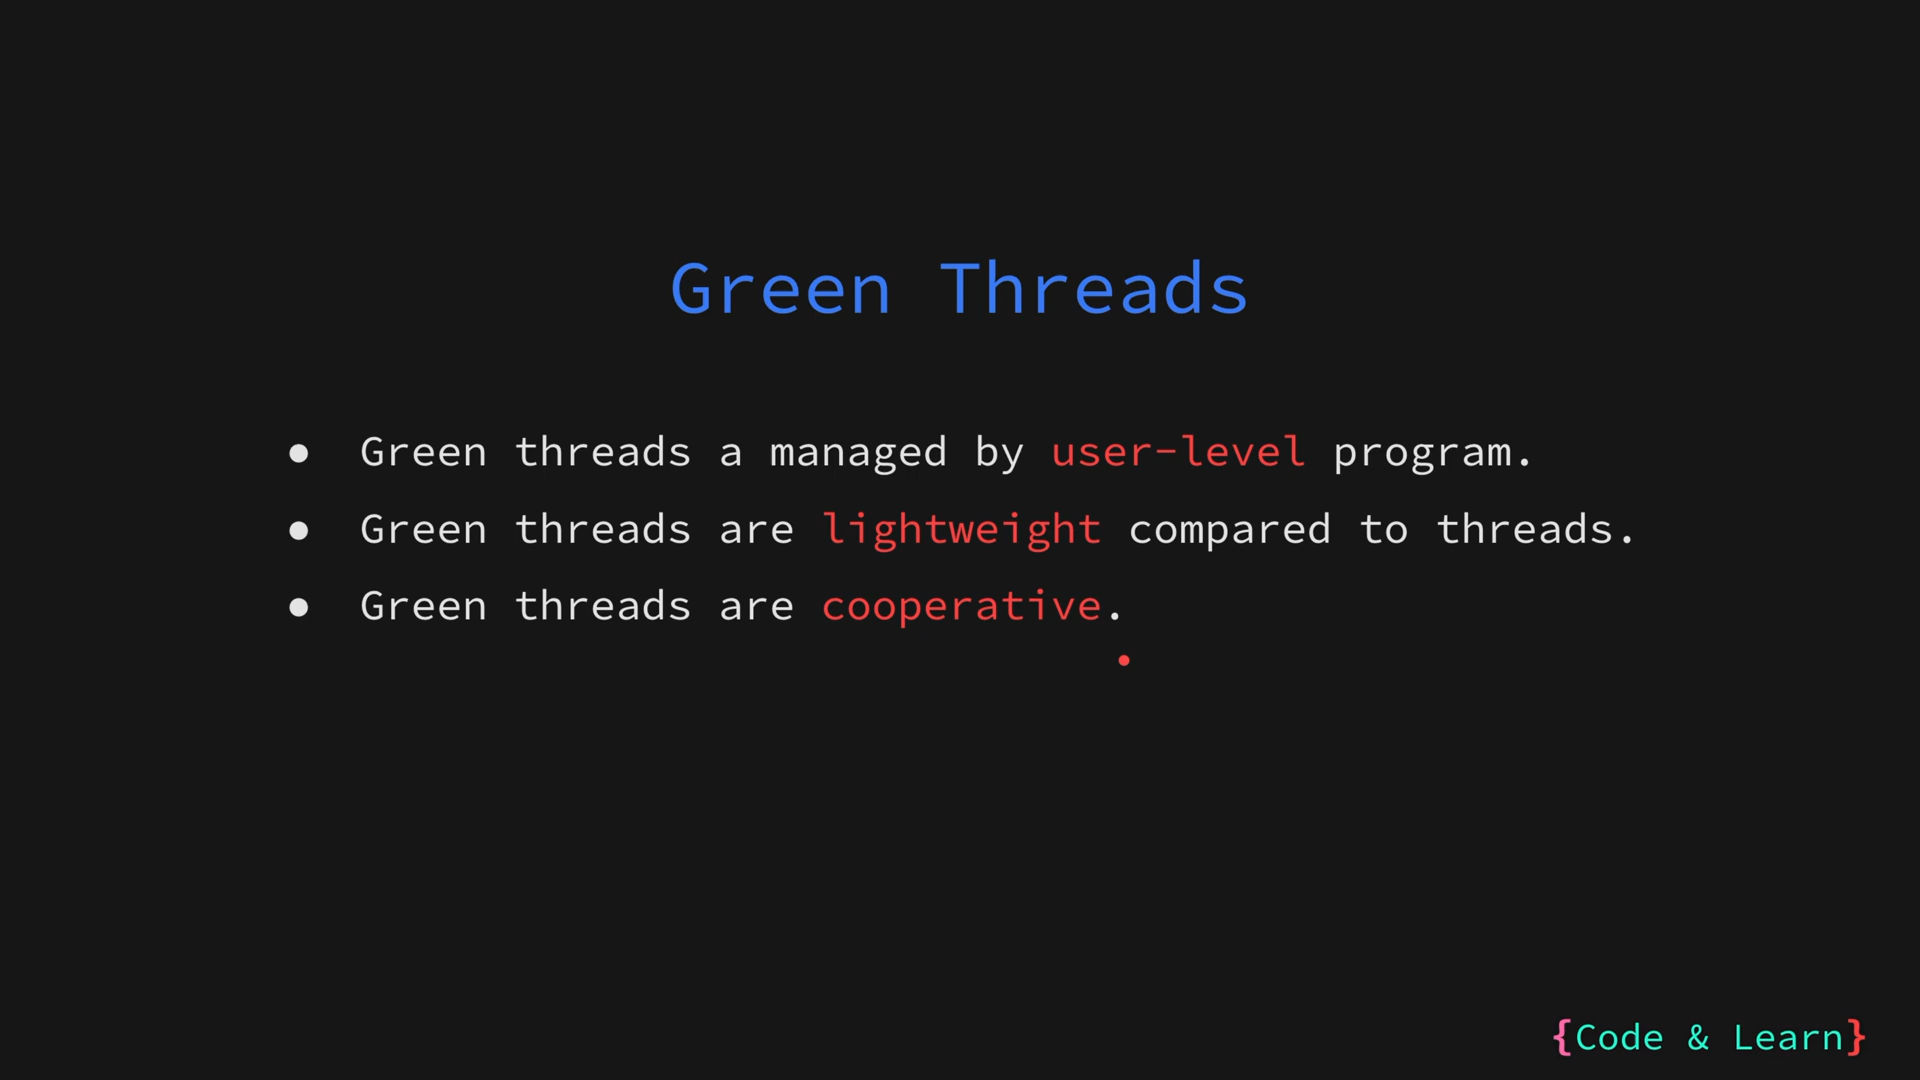 Green Threads
● Green threads a managed by user-level program.
● Green threads are lightweight compared to threads.
● Green threads are cooperative.
{Code & Learn}